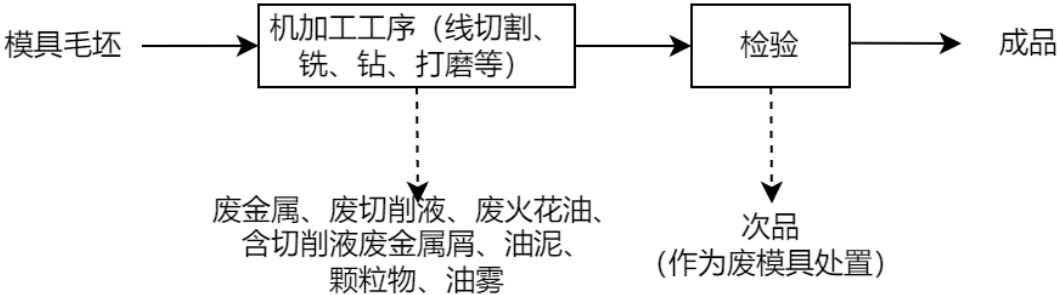 模具毛坯
机加工工序（线切割、
铣、钻、打磨等）
检验
成品
废金属、废切削液、废火花油、
含切削液废金属屑、油泥、
颗粒物、油雾
次品
（作为废模具处置）